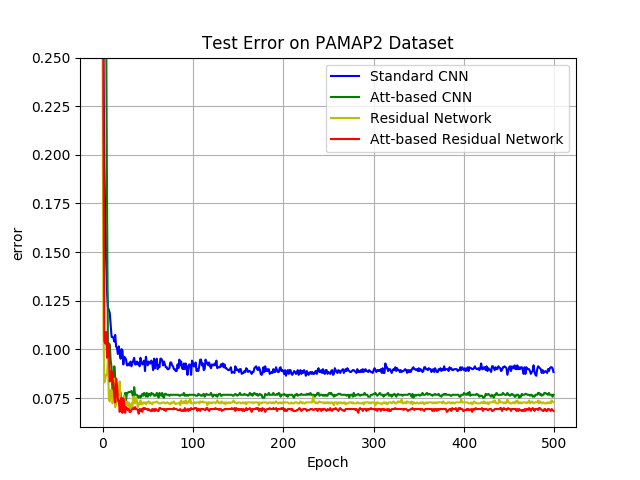 Test Error on PAMAP2 Dataset
Standard CNN
Att-based CNN
Residual Network
Att-based Residual Network
error
0.250
0.225
0.200
0.175
0.150
0.125
0.100
0.075
0 100 200 300 400 500
Epoch